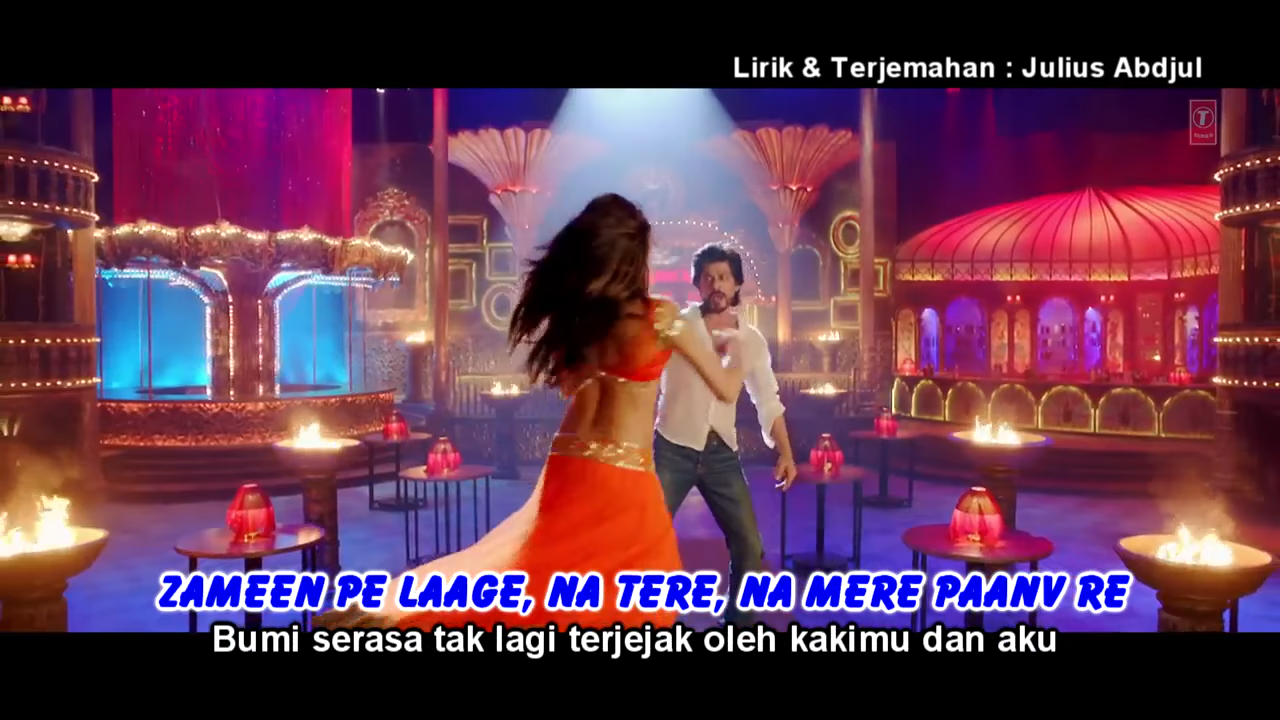 Lirik & Terjemahan : Julius Abdjul
T
ZAMEEN PE LAAGE, NA TERE, NA MERE PAANV RE
Bumi serasa tak lagi terjejak oleh kakimu dan aku